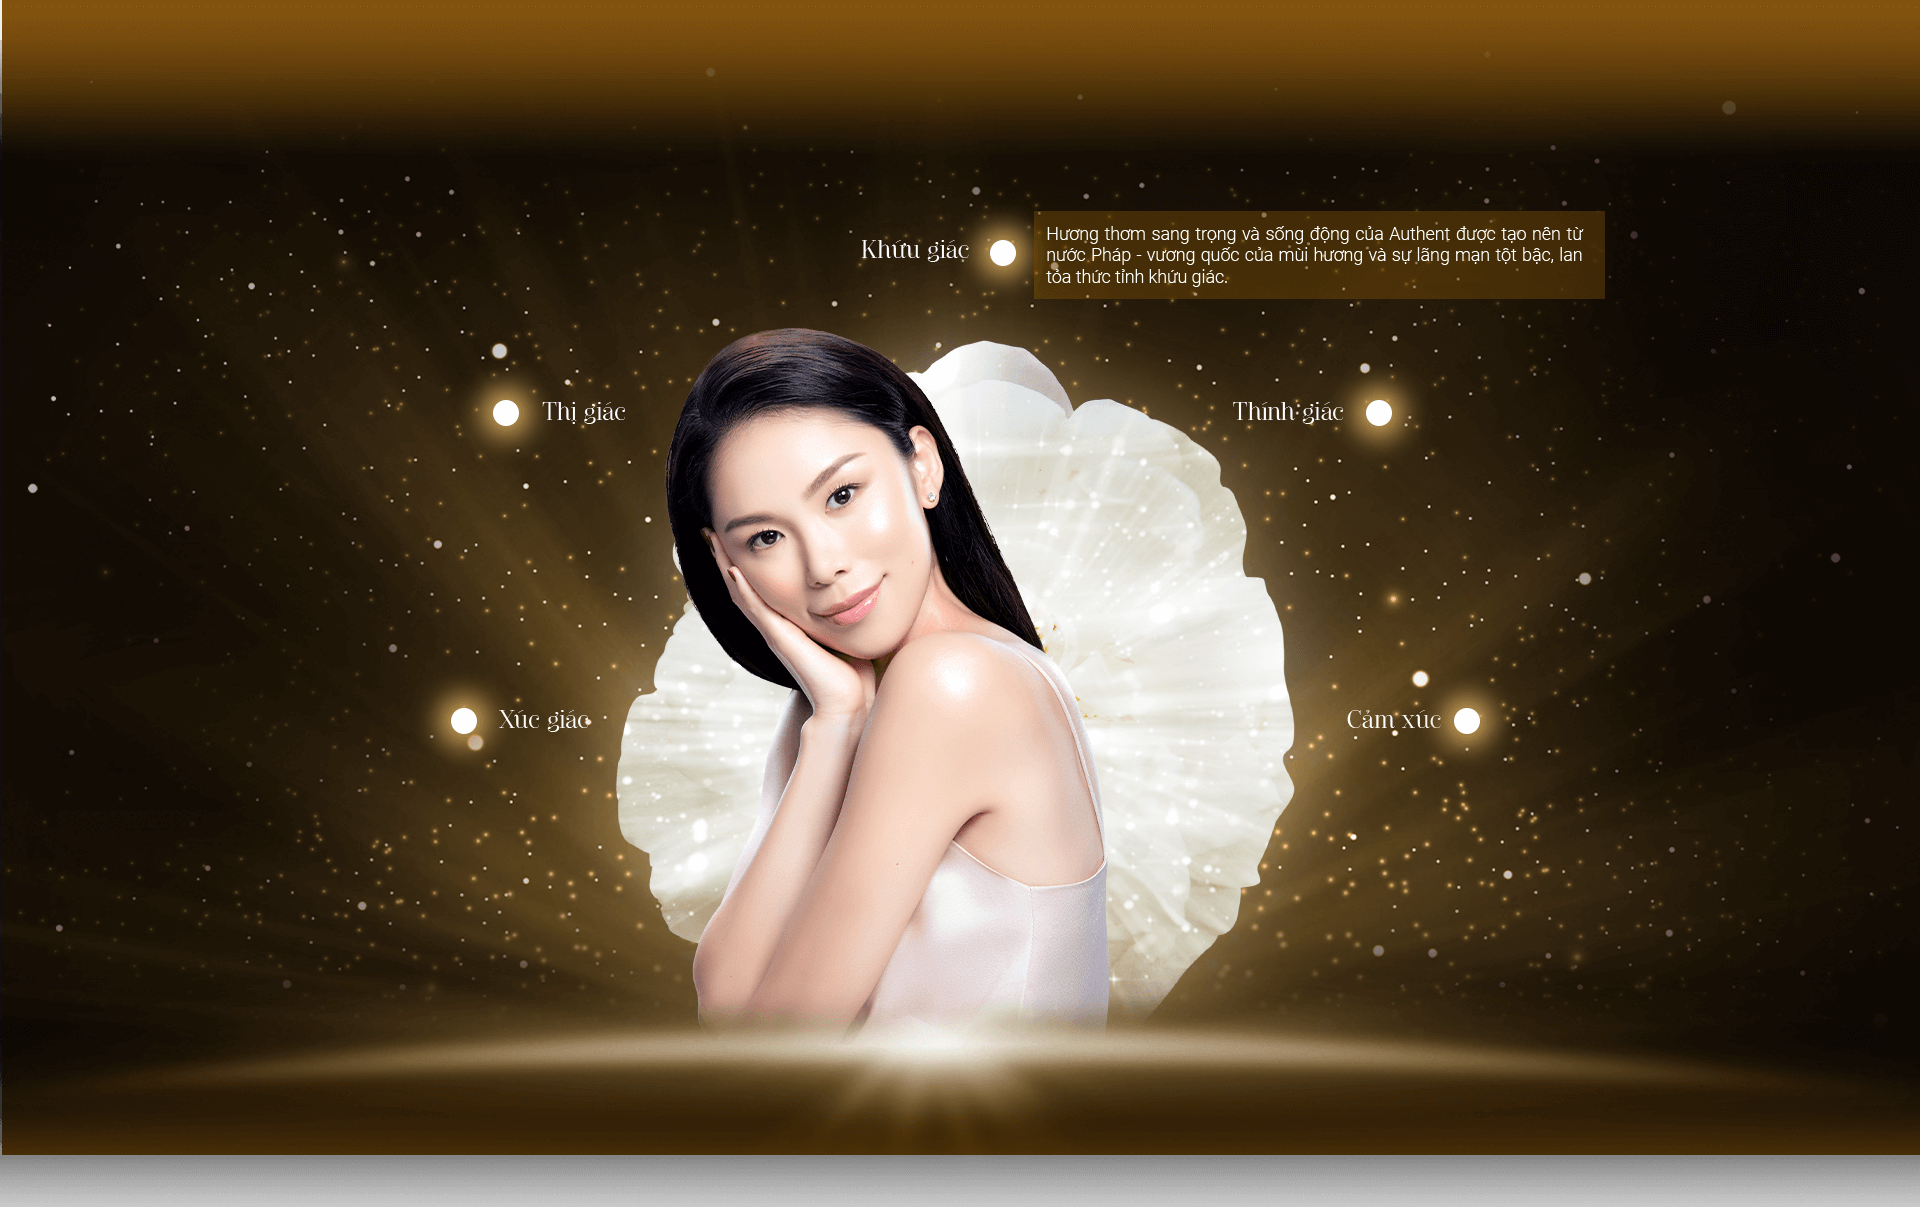 Khứu giác
Hương thơm sang trọng và sống động của Authent được tạo nên từ
nước Pháp - vương quốc của mùi hương và sự lãng mạn tột bậc, lan
tỏa thức tỉnh khứu giác.
Thị giác
Thính giác
Xúc giác
Cảm xúc